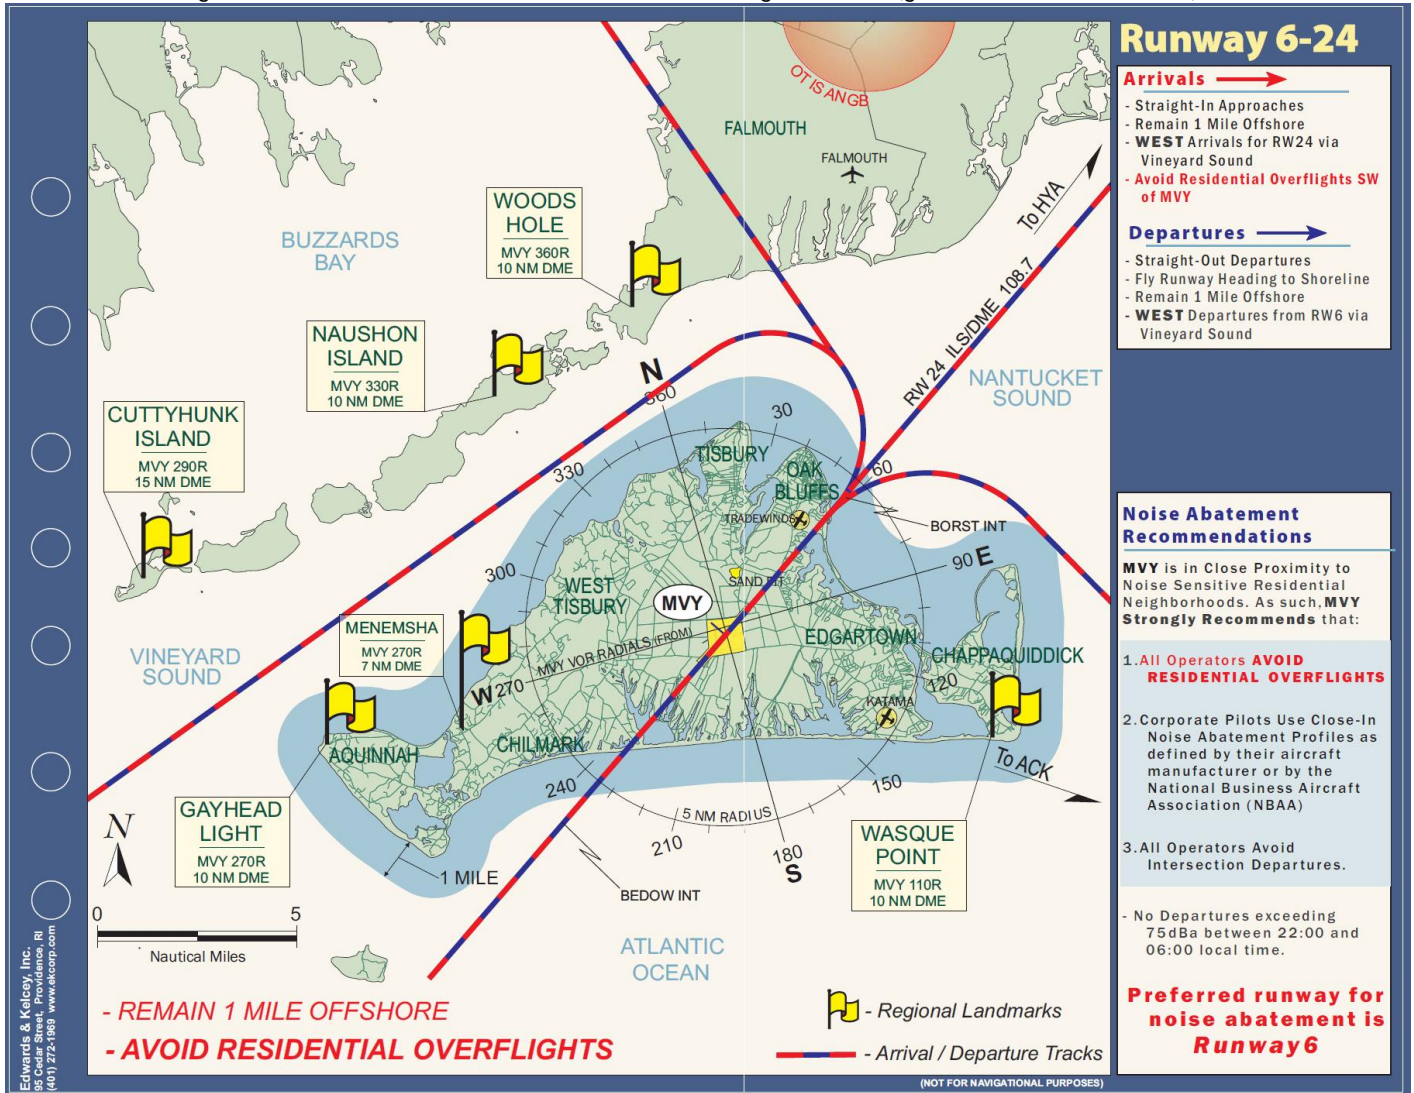 Runway 6-24
Arrivals
- Straight-In Approaches
- Remain 1 Mile Offshore
- WEST Arrivals for RW24 via
Vineyard Sound
- Avoid Residential Overflights SW
of MVY
Departures
- Straight-Out Departures
- Fly Runway Heading to Shoreline
- Remain 1 Mile Offshore
- WEST Departures from RW6 via
Vineyard Sound
Noise Abatement
Recommendations
MVY is in Close Proximity to
Noise Sensitive Residential
Neighborhoods. As such, MVY
Strongly Recommends that:
1. All Operators AVOID
RESIDENTIAL OVERFLIGHTS
2. Corporate Pilots Use Close-In
Noise Abatement Profiles as
defined by their aircraft
manufacturer or by the
National Business Aircraft
Association (NBAA)
3. All Operators Avoid
Intersection Departures.
- No Departures exceeding
75dBa between 22:00 and
06:00 local time.
Preferred runway for
noise abatement is
Runway6
OTIS ANGB
FALMOUTH
FALMOUTH
To HYA
RW 24 ILS/DME 108.7
WOODS
HOLE
MVY 360R
10 NM DME
BUZZARDS
BAY
NAUSHON
ISLAND
MVY 330R
10 NM DME
NANTUCKET
SOUND
CUTTYHUNK
ISLAND
MVY 290R
15 NM DME
N
360
30
60
330
300
TISBURY
OAK
BLUFFS
TRADEWINDS
BORST INT
90 E
WEST
TISBURY
SAND PIT
MVY
MENEMSHA
MVY 270R
7 NM DME
MVY VOR RADIALS (FROM)
EDGARTOWN
CHAPPAQUIDDICK
VINEYARD
SOUND
W 270
120
KATAMA
AQUINNAH
CHILMARK
To ACK
240
150
5 NM RADIUS
210
180
S
GAYHEAD
LIGHT
MVY 270R
10 NM DME
WASQUE
POINT
MVY 110R
10 NM DME
N
1 MILE
BEDOW INT
0 5
Nautical Miles
ATLANTIC
OCEAN
- REMAIN 1 MILE OFFSHORE
- AVOID RESIDENTIAL OVERFLIGHTS
- Regional Landmarks
- Arrival / Departure Tracks
(NOT FOR NAVIGATIONAL PURPOSES)
Edwards & Kelcey, Inc.
95 Cedar Street, Providence, RI
(401) 272-1969 www.ekcorp.com